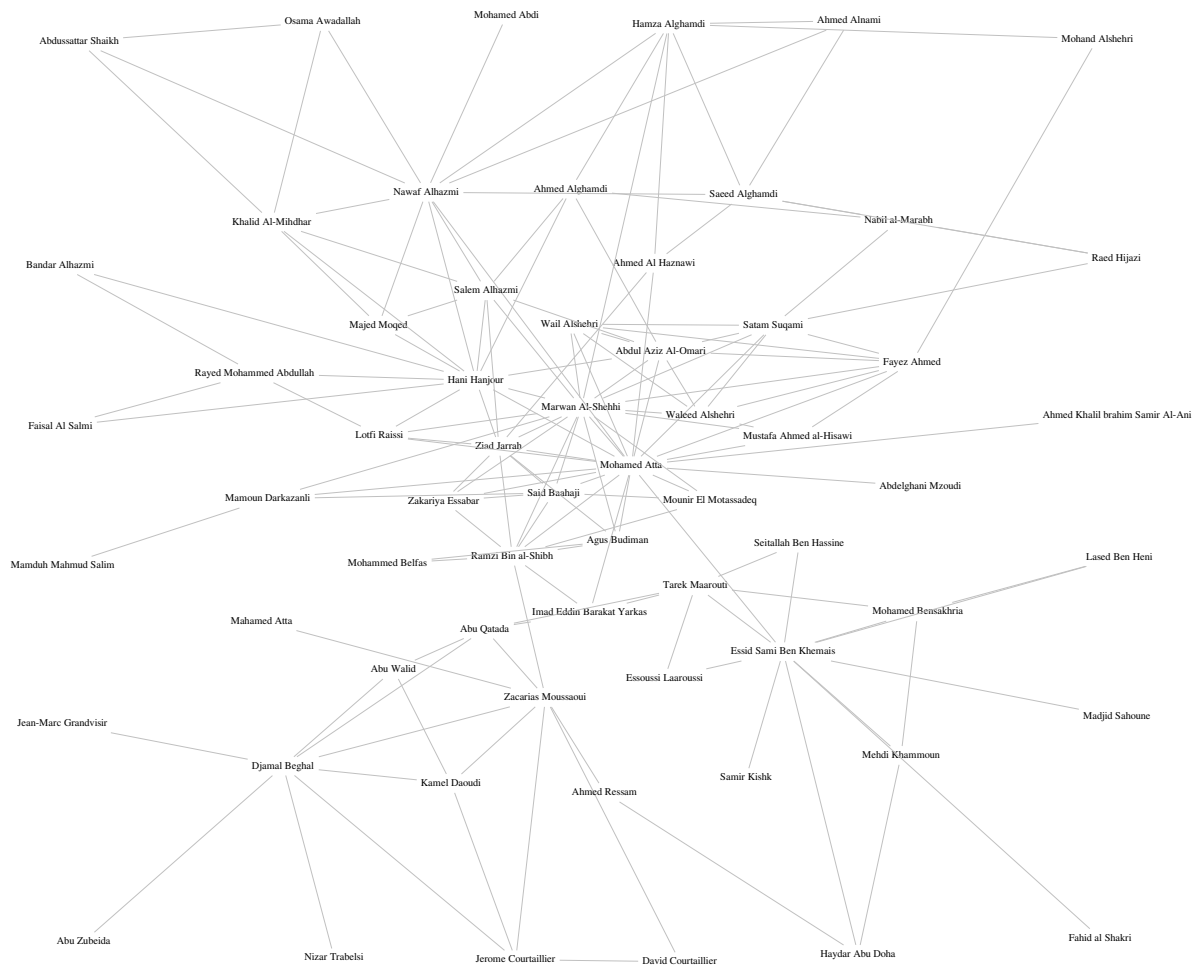 Mohamed Abdi
Osama Awadallah
Ahmed Alnami
Hamza Alghamdi
Mohand Alshehri
Abdussattar Shaikh
Ahmed Alghamdi
Nawaf Alhazmi
Saeed Alghamdi
Nabil al-Marabh
Khalid Al-Mihdhar
Raed Hijazi
Ahmed Al Haznawi
Bandar Alhazmi
Salem Alhazmi
Majed Moqed
Wail Alshehri
Satam Suqami
Abdul Aziz Al-Omari
Fayez Ahmed
Rayed Mohammed Abdullah
Hani Hanjour
Marwan Al-Shehhi
Waleed Alshehri
Ahmed Khalil brahim Samir Al-Ani
Faisal Al Salmi
Lotfi Raissi
Mustafa Ahmed al-Hisawi
Ziad Jarrah
Mohamed Atta
Abdelghani Mzoudi
Said Baahaji
Mamoun Darkazanli
Zakariya Essabar
Mounir El Motassadeq
Agus Budiman
Seitallah Ben Hassine
Ramzi Bin al-Shibh
Lased Ben Heni
Mohammed Belfas
Mamduh Mahmud Salim
Tarek Maarouti
Imad Eddin Barakat Yarkas
Mohamed Bensakhria
Mahamed Atta
Abu Qatada
Essid Sami Ben Khemais
Abu Walid
Essoussi Laaroussi
Zacarias Moussaoui
Madjid Sahoune
Jean-Marc Grandvisir
Mehdi Khammoun
Djamal Beghal
Samir Kishk
Kamel Daoudi
Ahmed Ressam
Fahid al Shakri
Abu Zubeida
Haydar Abu Doha
Nizar Trabelsi
Jerome Courtaillier
David Courtaillier